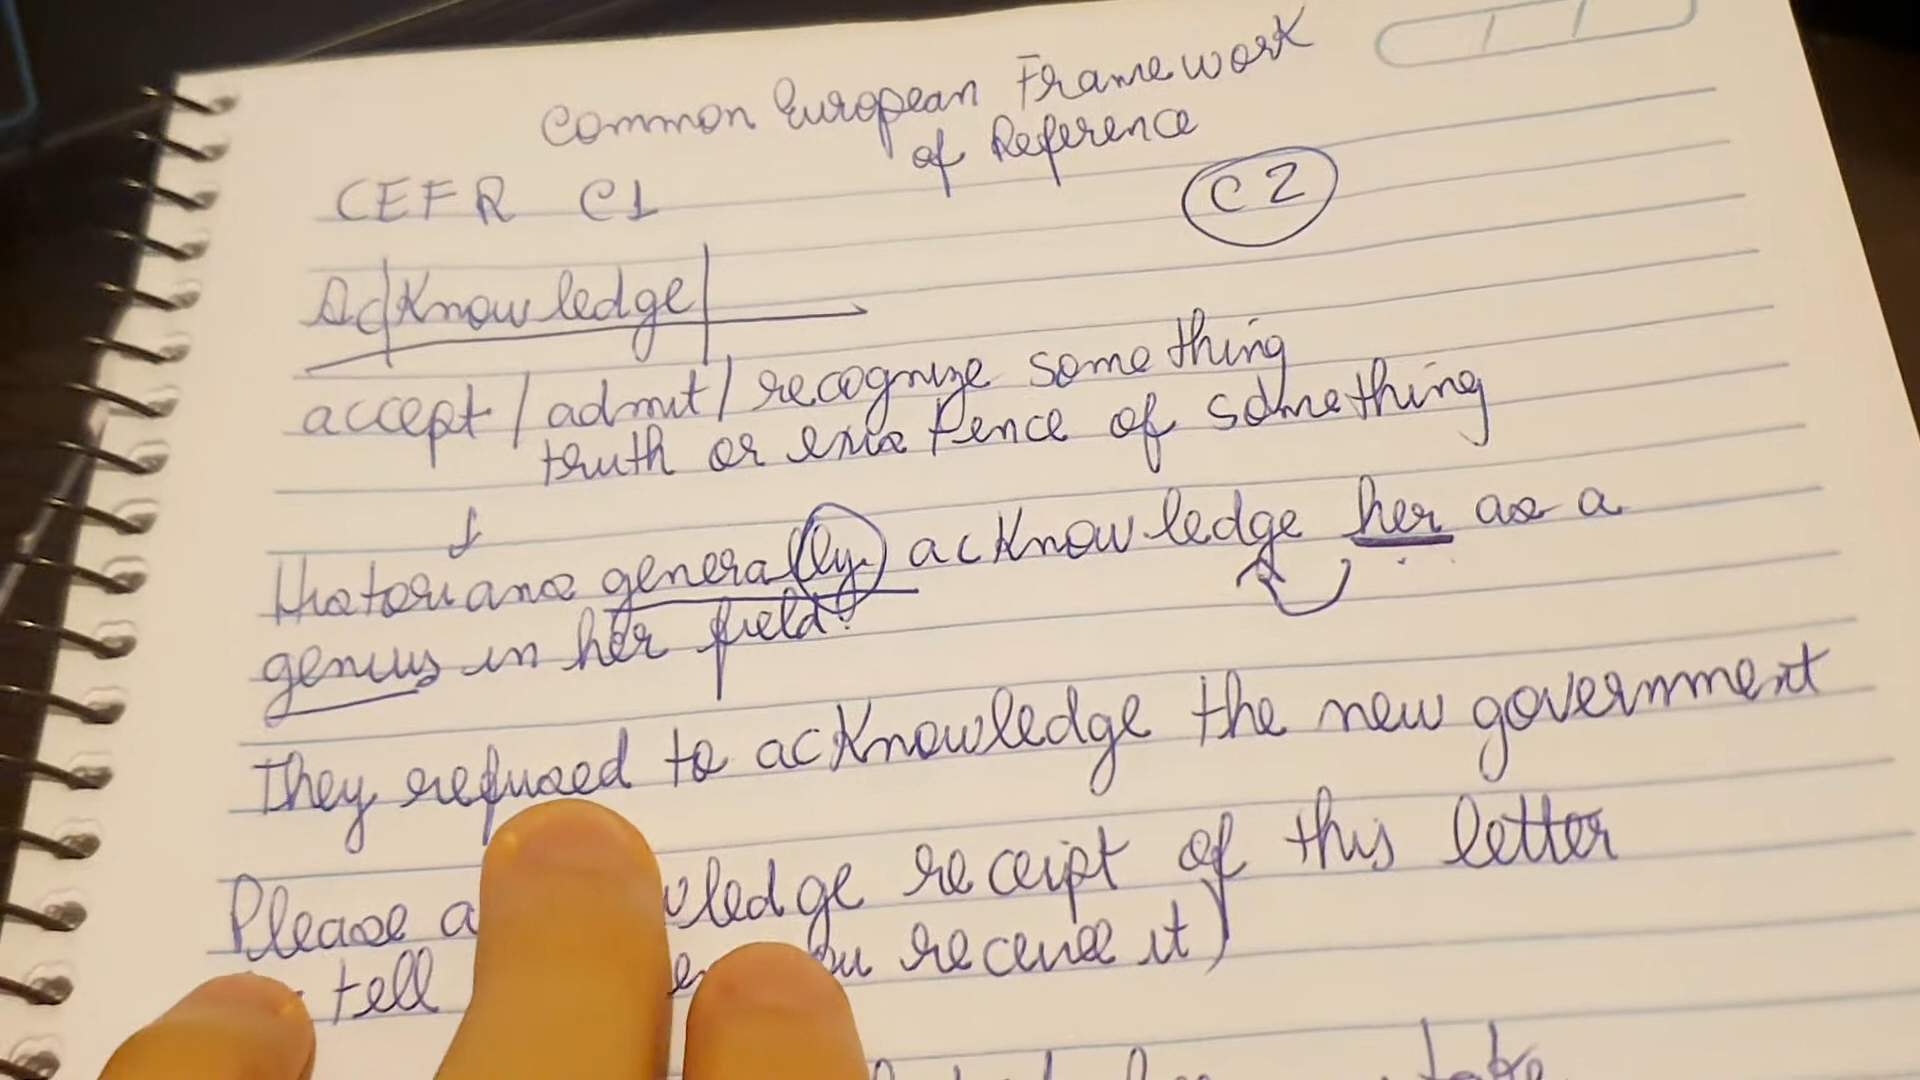 Common European Framework
of Reference
CEFR C1
C2
Acknowledge
accept / admit / recognize something
truth or existence of something
Historians generally acknowledge her as a
genius in her field.
They refused to acknowledge the new government
Please a wledge receipt of this letter
tell receive it)
take